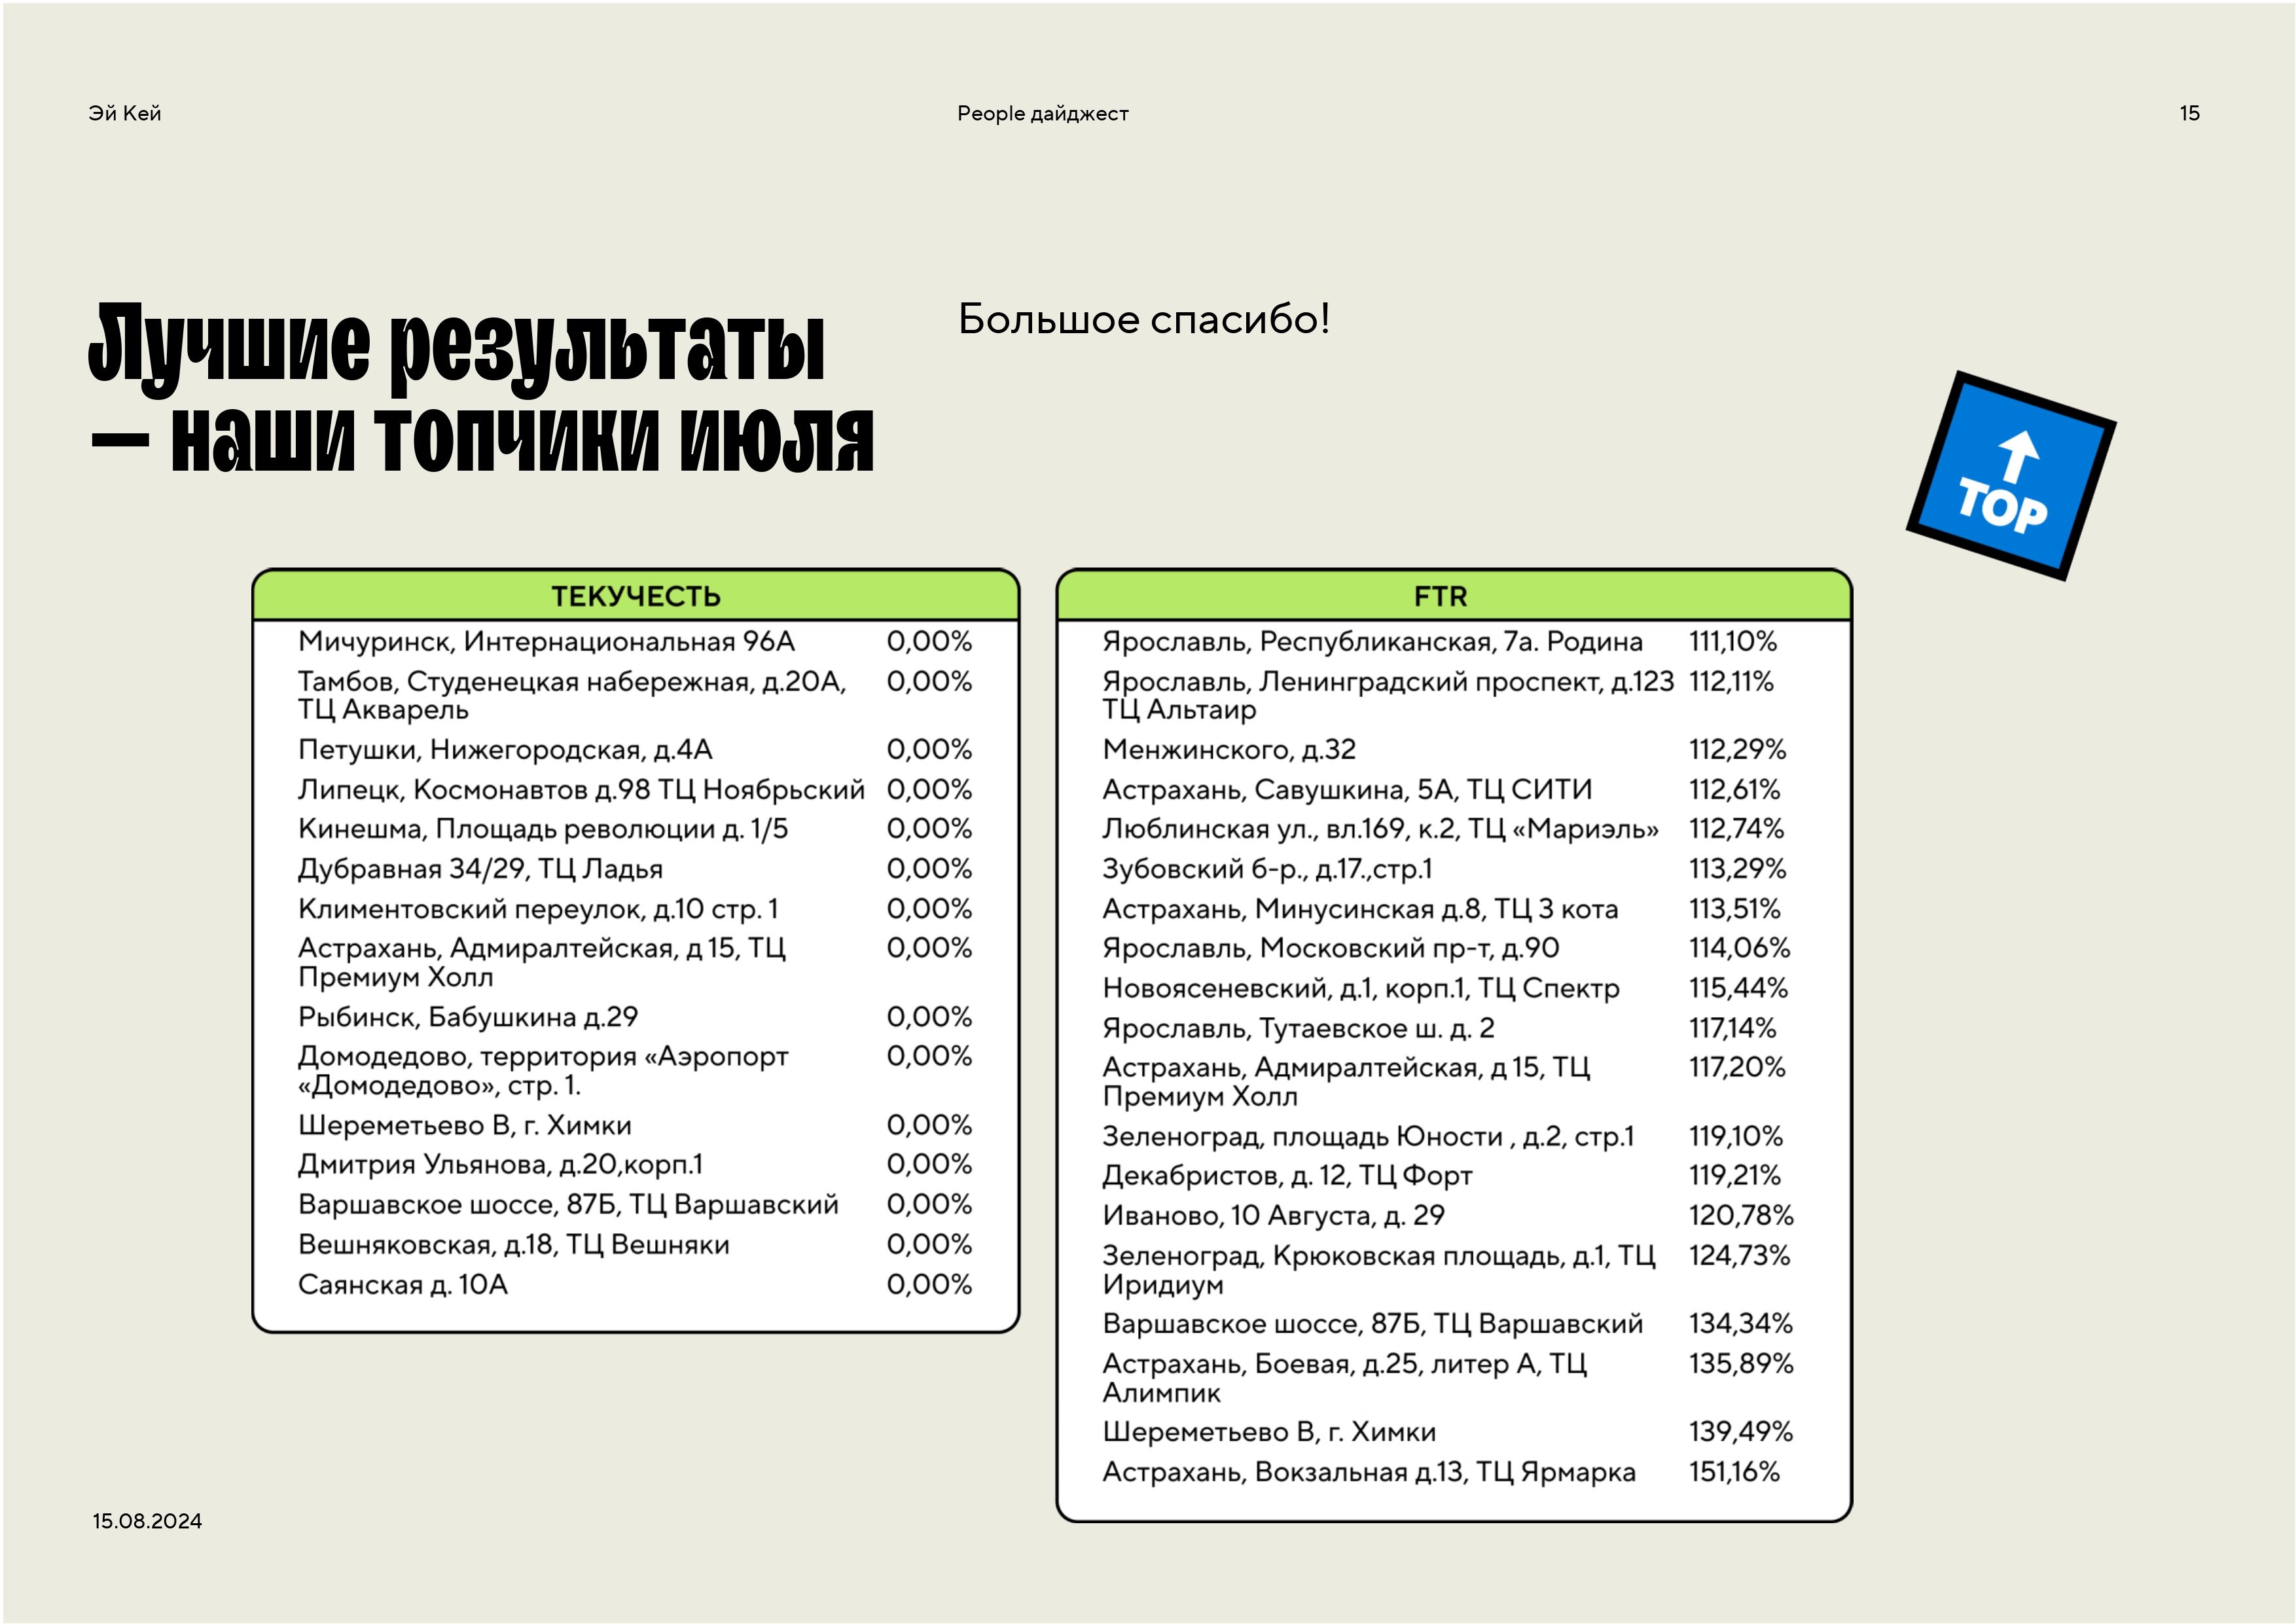 Эй Кей
People дайджест
15
Лучшие результаты
— наши топчики июля
Большое спасибо!
↑
TOP
ТЕКУЧЕСТЬ
Мичуринск, Интернациональная 96А 0,00%
Тамбов, Студенецкая набережная, д.20А, 0,00%
ТЦ Акварель
Петушки, Нижегородская, д.4А 0,00%
Липецк, Космонавтов д.98 ТЦ Ноябрьский 0,00%
Кинешма, Площадь революции д. 1/5 0,00%
Дубравная 34/29, ТЦ Ладья 0,00%
Климентовский переулок, д.10 стр. 1 0,00%
Астрахань, Адмиралтейская, д 15, ТЦ 0,00%
Премиум Холл
Рыбинск, Бабушкина д.29 0,00%
Домодедово, территория «Аэропорт 0,00%
«Домодедово», стр. 1.
Шереметьево В, г. Химки 0,00%
Дмитрия Ульянова, д.20,корп.1 0,00%
Варшавское шоссе, 87Б, ТЦ Варшавский 0,00%
Вешняковская, д.18, ТЦ Вешняки 0,00%
Саянская д. 10А 0,00%
FTR
Ярославль, Республиканская, 7а. Родина 111,10%
Ярославль, Ленинградский проспект, д.123 112,11%
ТЦ Альтаир
Менжинского, д.32 112,29%
Астрахань, Савушкина, 5А, ТЦ СИТИ 112,61%
Люблинская ул., вл.169, к.2, ТЦ «Мариэль» 112,74%
Зубовский б-р., д.17.,стр.1 113,29%
Астрахань, Минусинская д.8, ТЦ 3 кота 113,51%
Ярославль, Московский пр-т, д.90 114,06%
Новоясеневский, д.1, корп.1, ТЦ Спектр 115,44%
Ярославль, Тутаевское ш. д. 2 117,14%
Астрахань, Адмиралтейская, д 15, ТЦ 117,20%
Премиум Холл
Зеленоград, площадь Юности , д.2, стр.1 119,10%
Декабристов, д. 12, ТЦ Форт 119,21%
Иваново, 10 Августа, д. 29 120,78%
Зеленоград, Крюковская площадь, д.1, ТЦ 124,73%
Иридиум
Варшавское шоссе, 87Б, ТЦ Варшавский 134,34%
Астрахань, Боевая, д.25, литер А, ТЦ 135,89%
Алимпик
Шереметьево В, г. Химки 139,49%
Астрахань, Вокзальная д.13, ТЦ Ярмарка 151,16%
15.08.2024